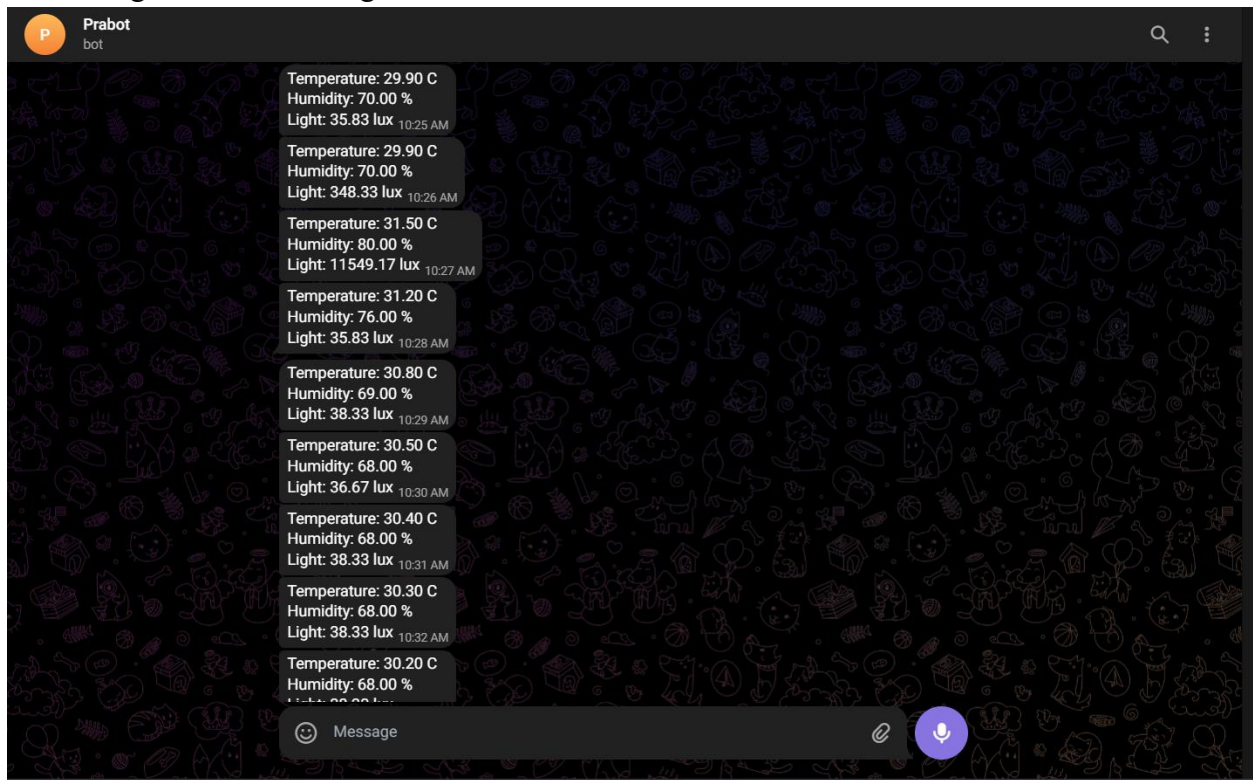 P
Prabot
bot
Temperature: 29.90 C
Humidity: 70.00 %
Light: 35.83 lux 10:25 AM
Temperature: 29.90 C
Humidity: 70.00 %
Light: 348.33 lux 10:26 AM
Temperature: 31.50 C
Humidity: 80.00 %
Light: 11549.17 lux 10:27 AM
Temperature: 31.20 C
Humidity: 76.00 %
Light: 35.83 lux 10:28 AM
Temperature: 30.80 C
Humidity: 69.00 %
Light: 38.33 lux 10:29 AM
Temperature: 30.50 C
Humidity: 68.00 %
Light: 36.67 lux 10:30 AM
Temperature: 30.40 C
Humidity: 68.00 %
Light: 38.33 lux 10:31 AM
Temperature: 30.30 C
Humidity: 68.00 %
Light: 38.33 lux 10:32 AM
Temperature: 30.20 C
Humidity: 68.00 %
Message